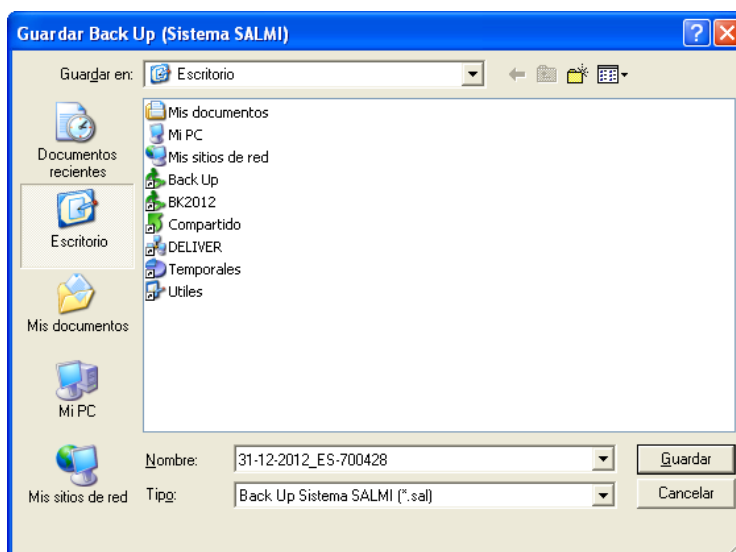 Guardar Back Up (Sistema SALMI)
Guardar en:
Escritorio
Documentos
recientes
Escritorio
Mis documentos
Mi PC
Mis sitios de red
Mis documentos
Mi PC
Mis sitios de red
Back Up
BK2012
Compartido
DELIVER
Temporales
Utiles
Nombre:
31-12-2012_ES-700428
Guardar
Tipo:
Back Up Sistema SALMI (*.sal)
Cancelar